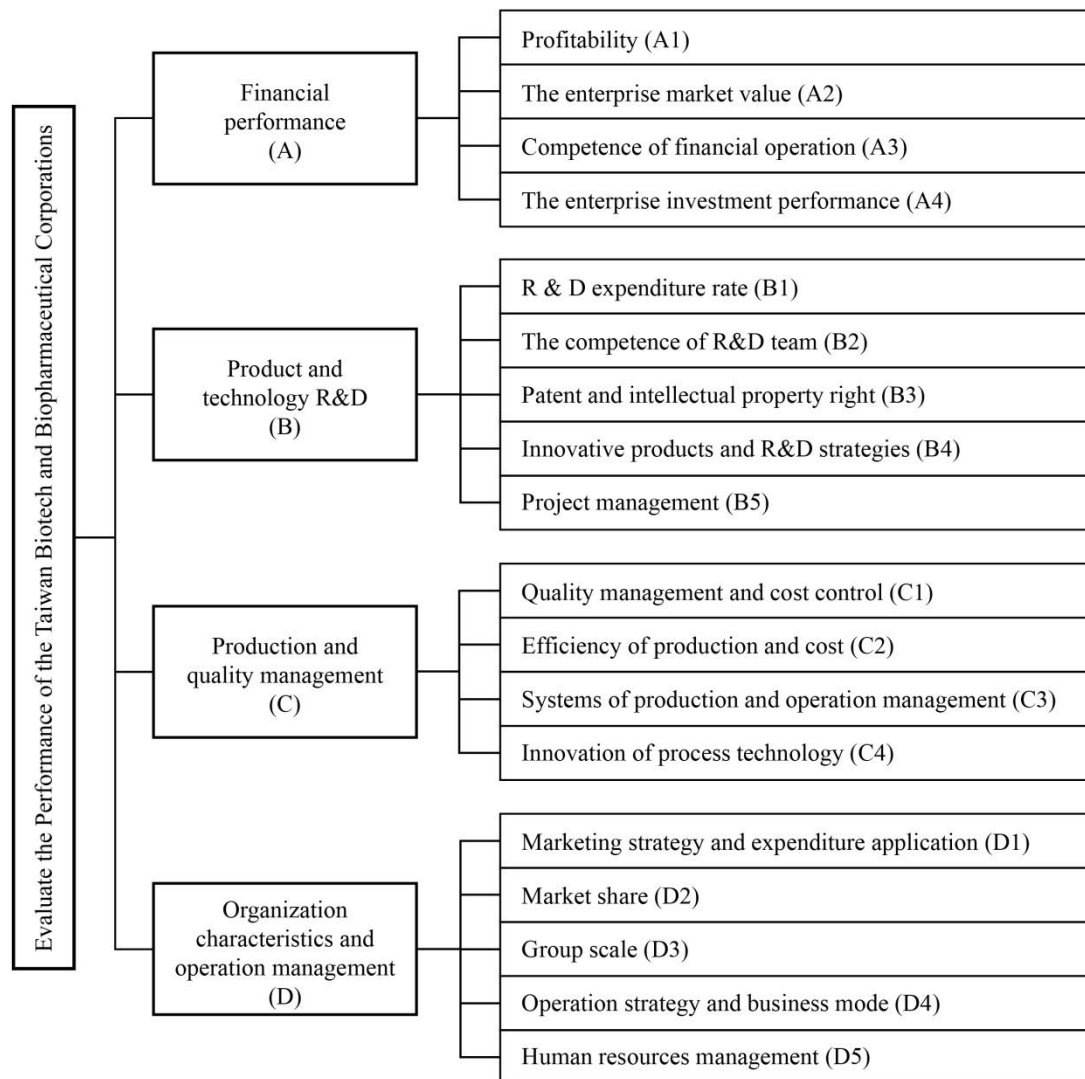 Evaluate the Performance of the Taiwan Biotech and Biopharmaceutical Corporations
Financial
performance
(A)
Profitability (A1)
The enterprise market value (A2)
Competence of financial operation (A3)
The enterprise investment performance (A4)
Product and
technology R&D
(B)
R & D expenditure rate (B1)
The competence of R&D team (B2)
Patent and intellectual property right (B3)
Innovative products and R&D strategies (B4)
Project management (B5)
Production and
quality management
(C)
Quality management and cost control (C1)
Efficiency of production and cost (C2)
Systems of production and operation management (C3)
Innovation of process technology (C4)
Organization
characteristics and
operation management
(D)
Marketing strategy and expenditure application (D1)
Market share (D2)
Group scale (D3)
Operation strategy and business mode (D4)
Human resources management (D5)